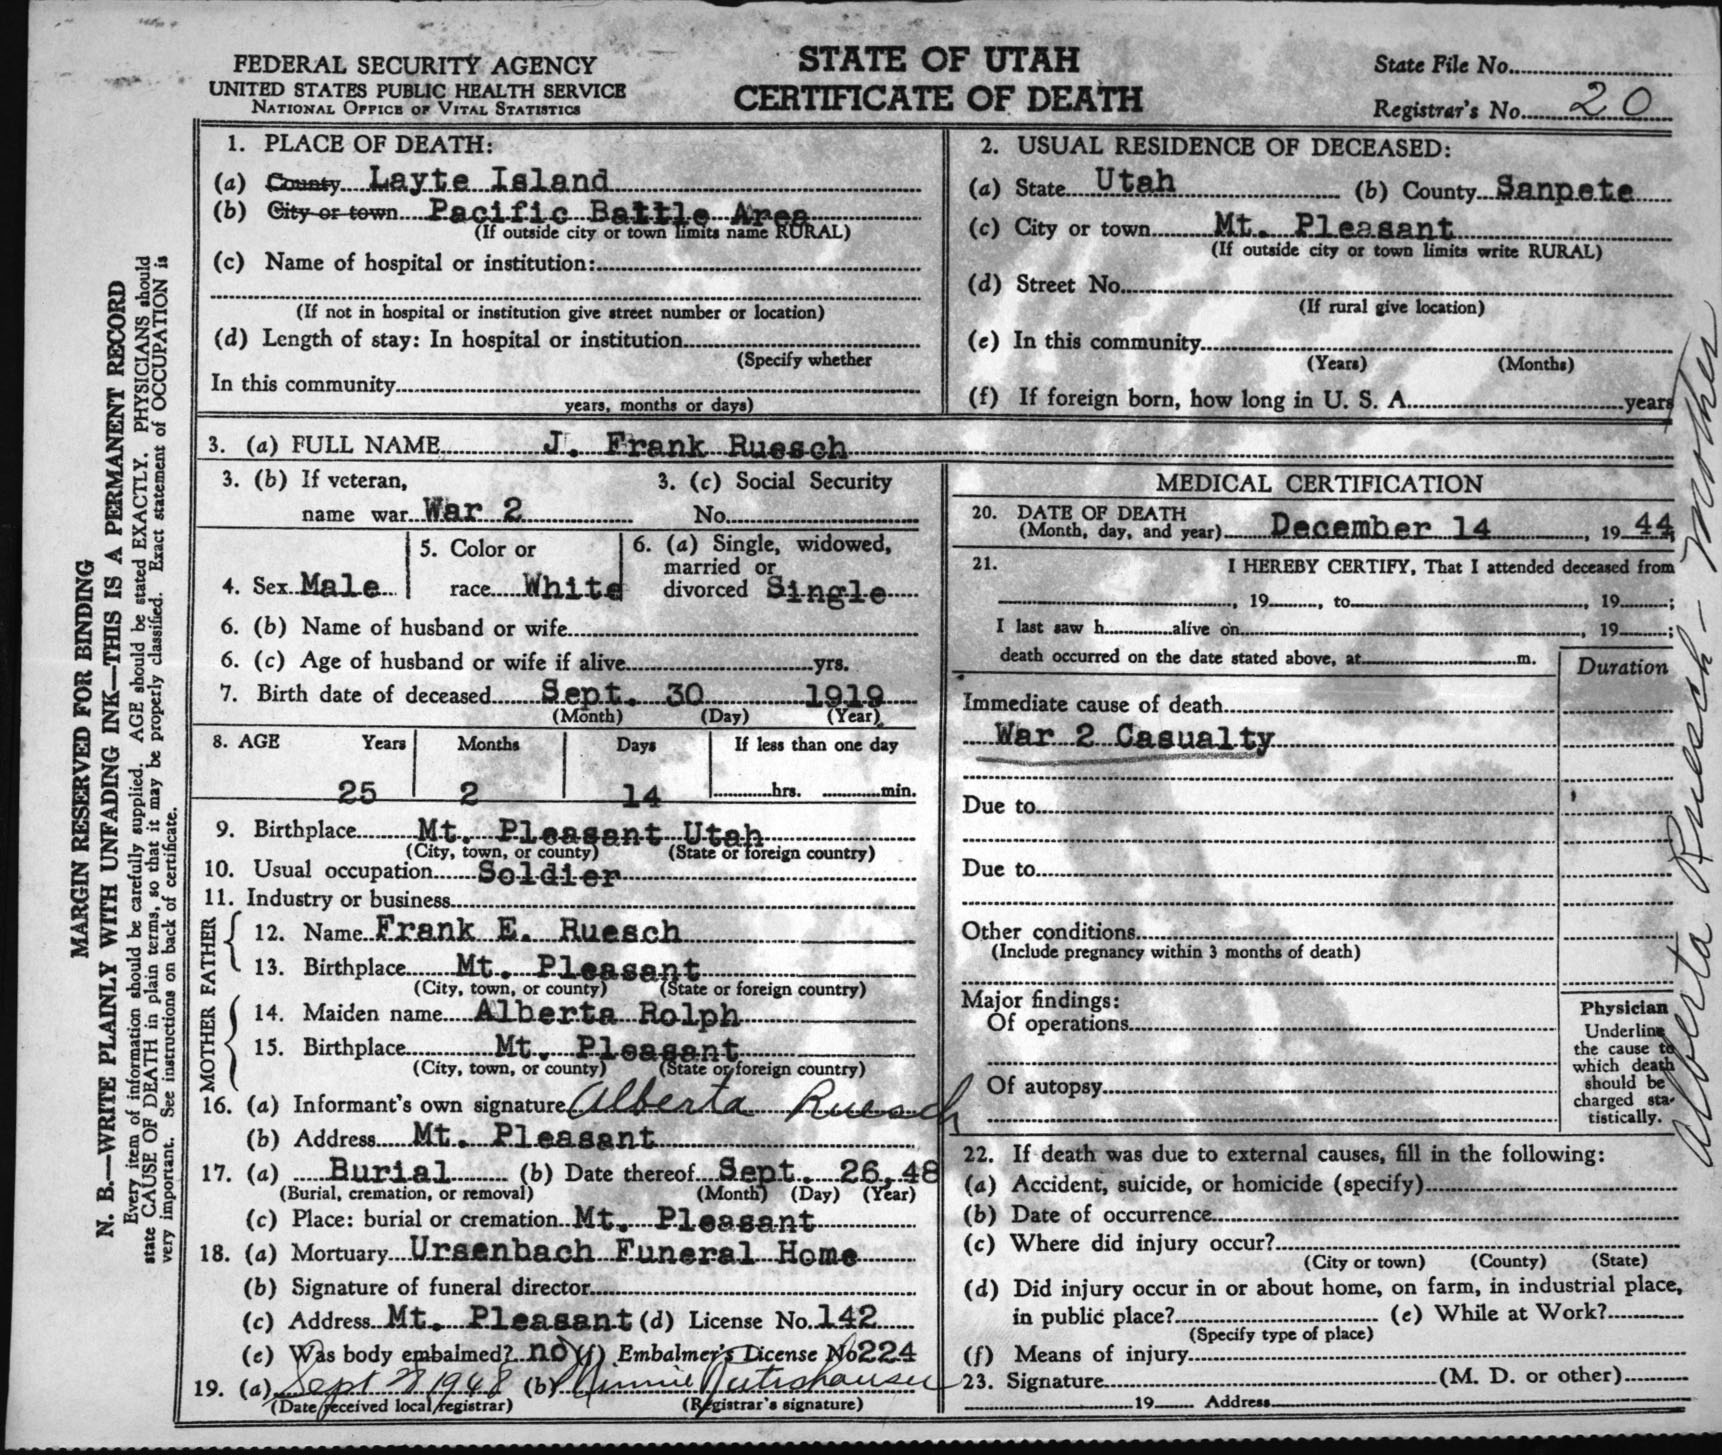 FEDERAL SECURITY AGENCY
UNITED STATES PUBLIC HEALTH SERVICE
NATIONAL OFFICE OF VITAL STATISTICS
STATE OF UTAH
CERTIFICATE OF DEATH
State File No.
Registrar's No. 20
MARGIN RESERVED FOR BINDING
N. B.—WRITE PLAINLY WITH UNFADING INK—THIS IS A PERMANENT RECORD
Every item of information should be carefully supplied. AGE should be stated EXACTLY. PHYSICIANS should
state CAUSE OF DEATH in plain terms, so that it may be properly classified. Exact statement of OCCUPATION is
very important. See instructions on back of certificate.
1. PLACE OF DEATH:
(a) County Layte Island
(b) City or town Pacific Battle Area
(If outside city or town limits name RURAL)
(c) Name of hospital or institution:
(If not in hospital or institution give street number or location)
(d) Length of stay: In hospital or institution
(Specify whether
In this community
years, months or days)
2. USUAL RESIDENCE OF DECEASED:
(a) State Utah (b) County Sanpete
(c) City or town Mt. Pleasant
(If outside city or town limits write RURAL)
(d) Street No.
(If rural give location)
(e) In this community
(Years) (Months)
(f) If foreign born, how long in U. S. A. years
3. (a) FULL NAME J. Frank Ruesch
3. (b) If veteran,
name war War 2
3. (c) Social Security
No.
4. Sex Male
5. Color or
race White
6. (a) Single, widowed,
married or
divorced Single
6. (b) Name of husband or wife
6. (c) Age of husband or wife if alive yrs.
7. Birth date of deceased Sept. 30 1919
(Month) (Day) (Year)
8. AGE Years Months Days If less than one day
25 2 14 hrs. min.
9. Birthplace Mt. Pleasant Utah
(City, town, or county) (State or foreign country)
10. Usual occupation Soldier
11. Industry or business
FATHER
12. Name Frank E. Ruesch
13. Birthplace Mt. Pleasant
(City, town, or county) (State or foreign country)
MOTHER
14. Maiden name Alberta Rolph
15. Birthplace Mt. Pleasant
(City, town, or county) (State or foreign country)
16. (a) Informant's own signature Alberta Ruesch
(b) Address Mt. Pleasant
17. (a) Burial (b) Date thereof Sept. 26, 48
(Burial, cremation, or removal) (Month) (Day) (Year)
(c) Place: burial or cremation Mt. Pleasant
18. (a) Mortuary Ursenbach Funeral Home
(b) Signature of funeral director
(c) Address Mt. Pleasant (d) License No. 142
(e) Was body embalmed? no (f) Embalmer's License No 224
19. (a) Sept 1948 (b) Minnie
(Date received local registrar) (Registrar's signature)
MEDICAL CERTIFICATION
20. DATE OF DEATH
(Month, day, and year) December 14, 19 44;
21. I HEREBY CERTIFY, That I attended deceased from
, 19 , to , 19 ;
I last saw h alive on , 19 ;
death occurred on the date stated above, at m.
Duration
Immediate cause of death
War 2 Casualty
Due to
Due to
Other conditions
(Include pregnancy within 3 months of death)
Major findings:
Of operations
Of autopsy
Physician
Underline
the cause to
which death
should be
charged sta-
tistically.
22. If death was due to external causes, fill in the following:
(a) Accident, suicide, or homicide (specify)
(b) Date of occurrence
(c) Where did injury occur?
(City or town) (County) (State)
(d) Did injury occur in or about home, on farm, in industrial place,
in public place? (e) While at Work?
(Specify type of place)
(f) Means of injury
23. Signature (M. D. or other)
19 Address
Alberta Ruesch - Mother